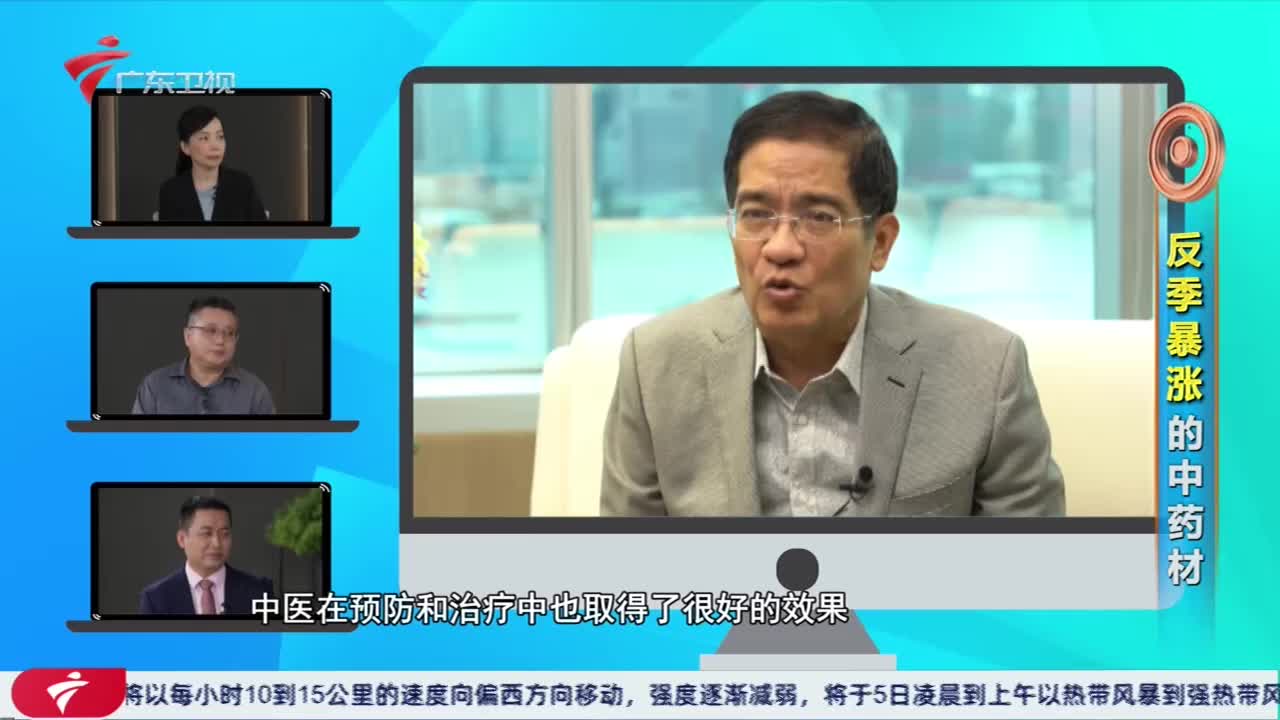 广东卫视
反季暴涨的中药材
中医在预防和治疗中也取得了很好的效果
将以每小时10到15公里的速度向偏西方向移动，强度逐渐减弱，将于5日凌晨到上午以热带风暴到强热带风